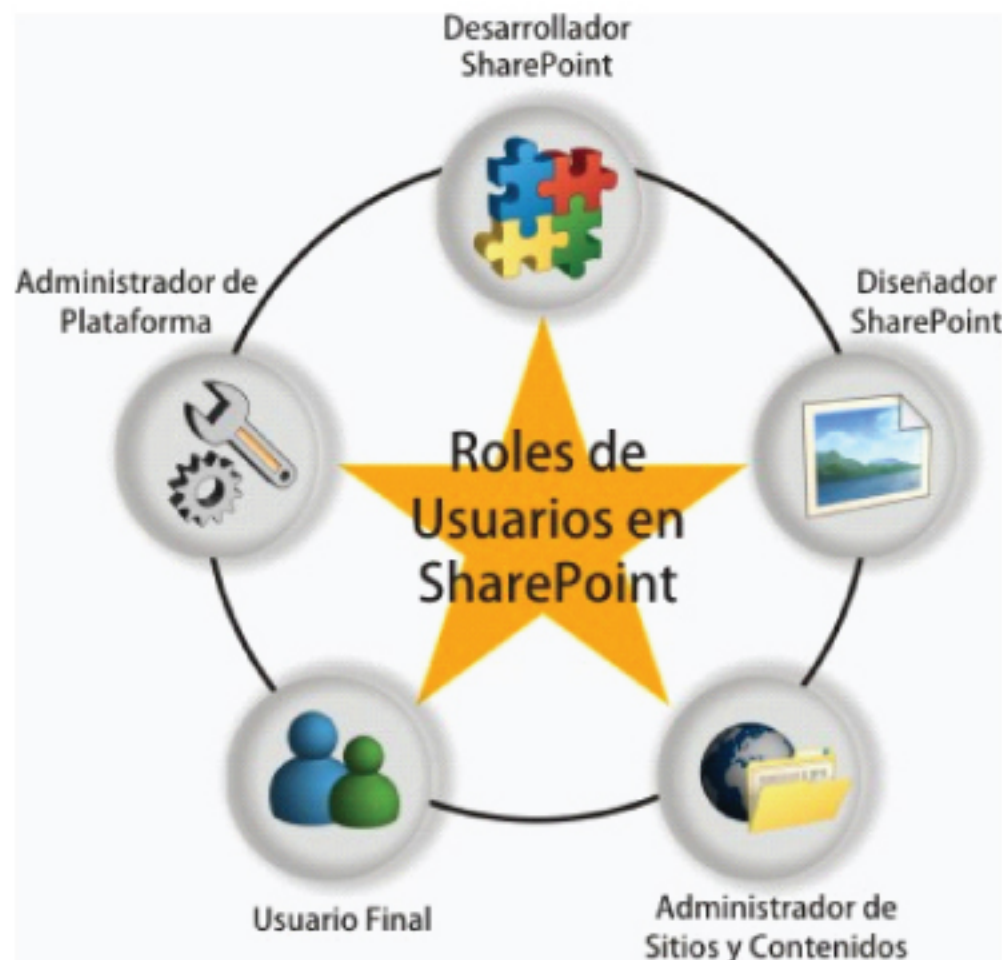 Desarrollador
SharePoint
Administrador de
Plataforma
Diseñador
SharePoint
Roles de
Usuarios en
SharePoint
Usuario Final
Administrador de
Sitios y Contenidos